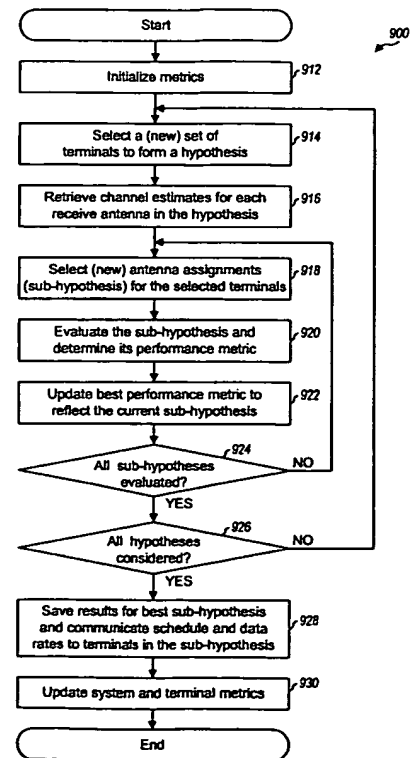 Start
900
Initialize metrics
912
Select a (new) set of
terminals to form a hypothesis
914
Retrieve channel estimates for each
receive antenna in the hypothesis
916
Select (new) antenna assignments
(sub-hypothesis) for the selected terminals
918
Evaluate the sub-hypothesis and
determine its performance metric
920
Update best performance metric to
reflect the current sub-hypothesis
922
924
All sub-hypotheses
evaluated?
NO
YES
926
All hypotheses
considered?
NO
YES
Save results for best sub-hypothesis
and communicate schedule and data
rates to terminals in the sub-hypothesis
928
Update system and terminal metrics
930
End